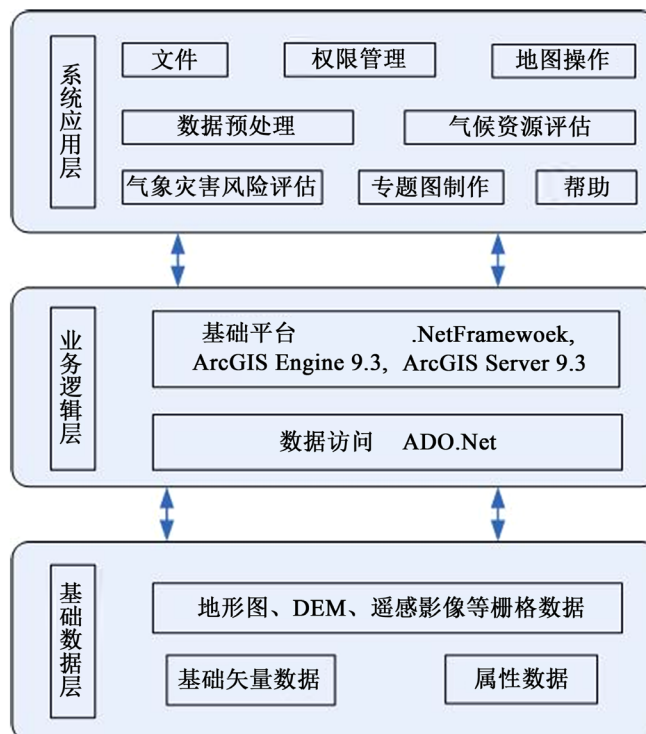 系统应用层
文件 权限管理 地图操作
数据预处理 气候资源评估
气象灾害风险评估 专题图制作 帮助
业务逻辑层
基础平台 .NetFramewoek,
ArcGIS Engine 9.3, ArcGIS Server 9.3
数据访问 ADO.Net
基础数据层
地形图、DEM、遥感影像等栅格数据
基础矢量数据 属性数据